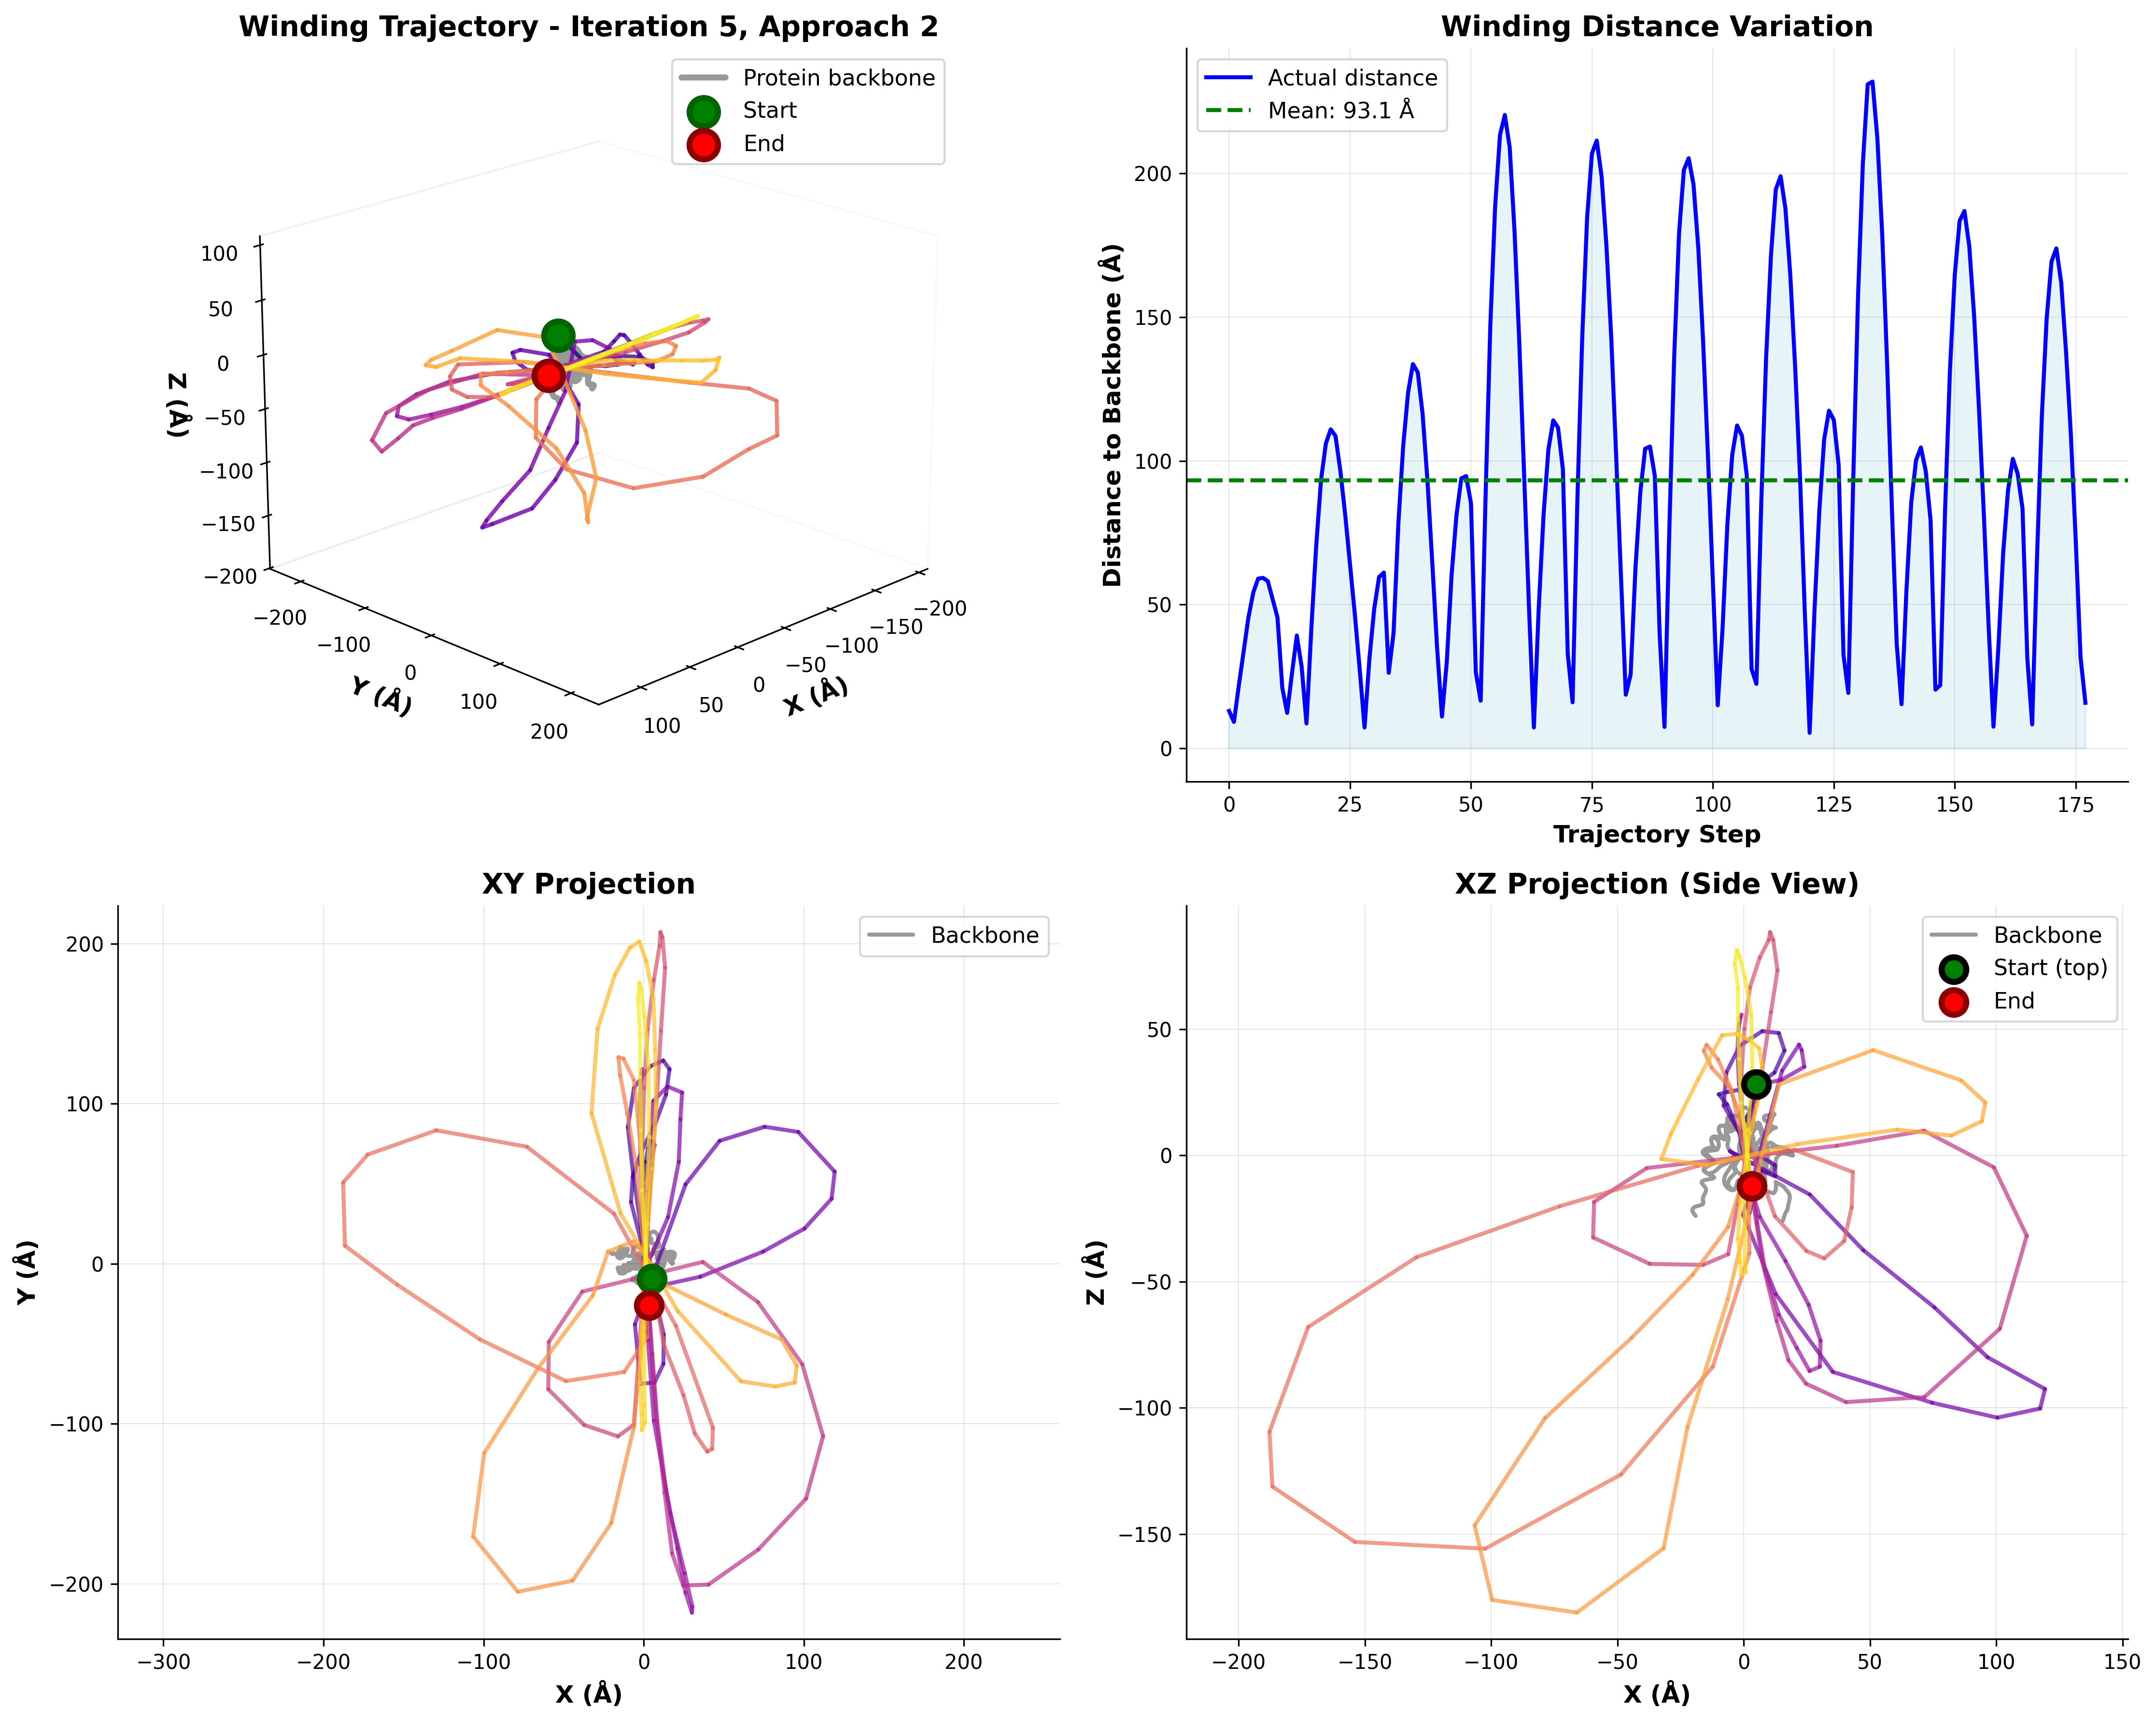 Winding Trajectory - Iteration 5, Approach 2
Protein backbone
Start
End
100
50
0
−50
−100
−150
−200
Z (Å)
−200
−100
0
100
200
Y (Å)
100
50
0
−50
−100
−150
−200
X (Å)
Winding Distance Variation
Actual distance
Mean: 93.1 Å
200
150
100
50
0
Distance to Backbone (Å)
0 25 50 75 100 125 150 175
Trajectory Step
XY Projection
Backbone
200
100
0
−100
−200
Y (Å)
−300 −200 −100 0 100 200
X (Å)
XZ Projection (Side View)
Backbone
Start (top)
End
50
0
−50
−100
−150
Z (Å)
−200 −150 −100 −50 0 50 100 150
X (Å)